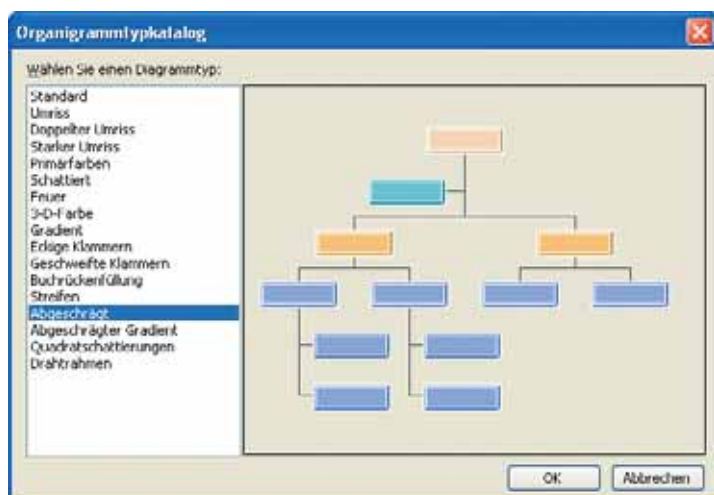 Organigrammtypkatalog
Wählen Sie einen Diagrammtyp:
Standard
Umriss
Doppelter Umriss
Starker Umriss
Primärfarben
Schattiert
Feuer
3-D-Farbe
Gradient
Eckige Klammern
Geschweifte Klammern
Buchrückenfüllung
Streifen
Abgeschrägt
Abgeschrägter Gradient
Quadratschattierungen
Drahtrahmen
OK
Abbrechen